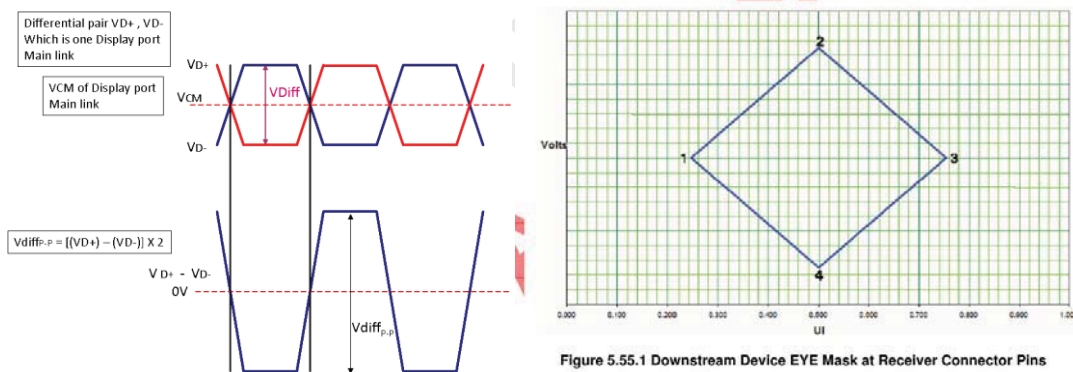 Differential pair VD+ , VD-
Which is one Display port
Main link
VCM of Display port
Main link
VD+
VCM
VD-
VDiff
VdiffP-P = [(VD+) – (VD-)] X 2
V D+ - VD-
0V
VdiffP-P
Volts
1
2
3
4
0.000 0.100 0.200 0.300 0.400 0.500 0.600 0.700 0.800 0.900 1.00
UI
Figure 5.55.1 Downstream Device EYE Mask at Receiver Connector Pins